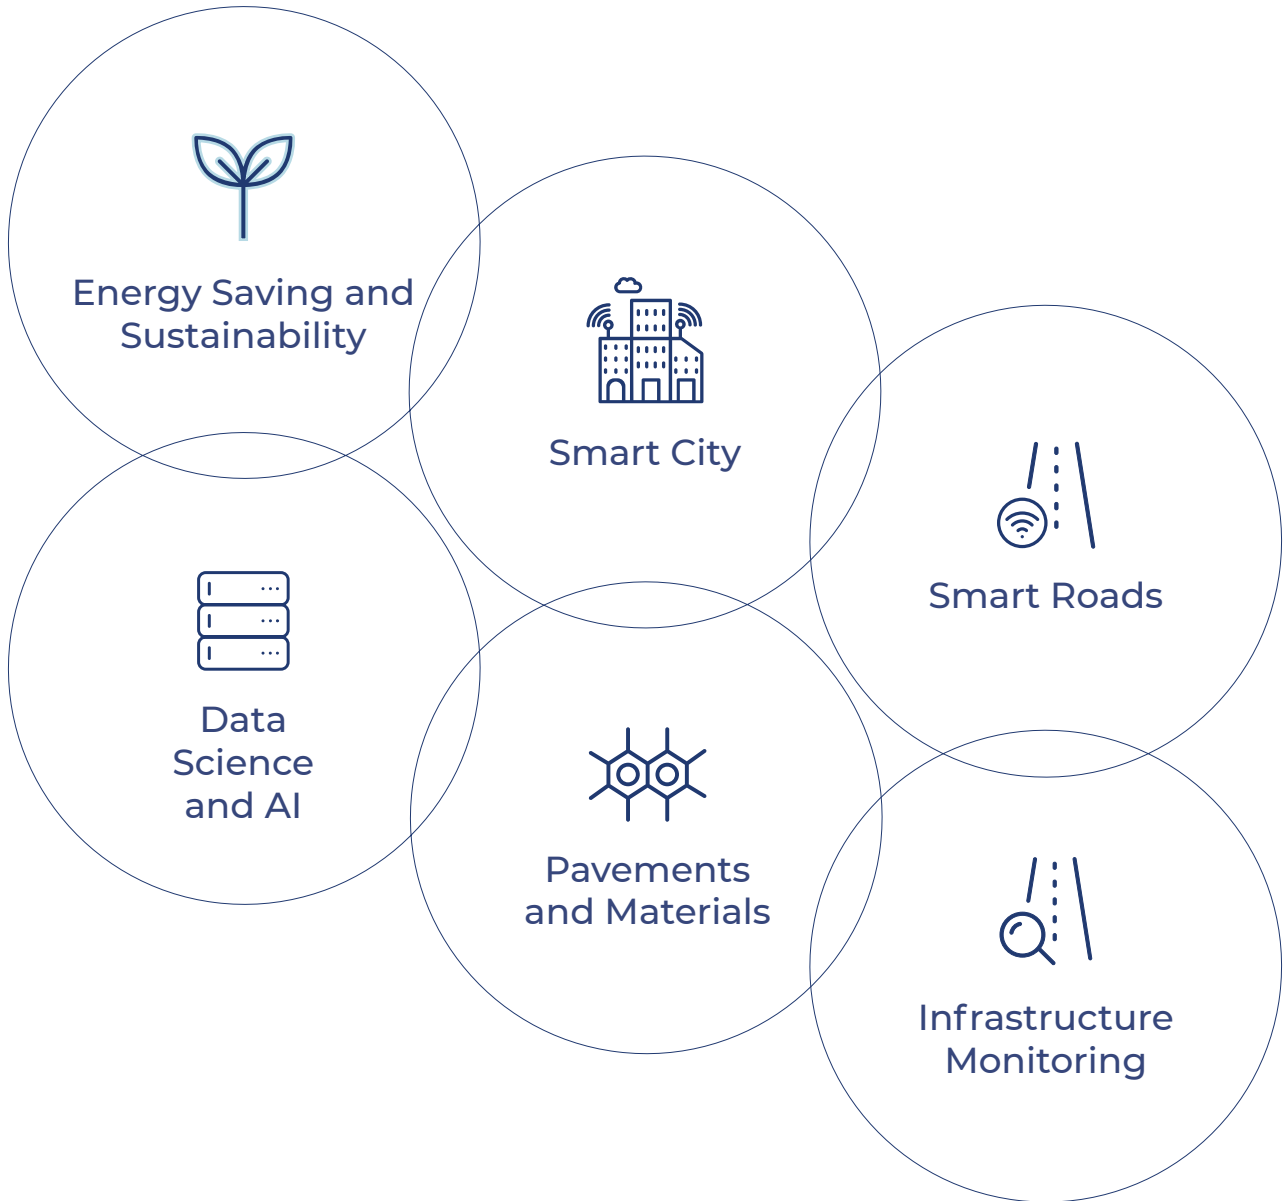 Energy Saving and
Sustainability
Smart City
Smart Roads
Data
Science
and AI
Pavements
and Materials
Infrastructure
Monitoring